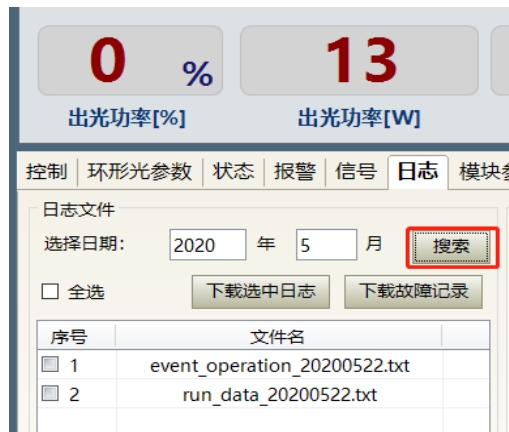 0 % 13
出光功率[%] 出光功率[W]
控制 环形光参数 状态 报警 信号 日志 模块
日志文件
选择日期: 2020 年 5 月 搜索
全选 下载选中日志 下载故障记录
序号 文件名
1 event_operation_20200522.txt
2 run_data_20200522.txt